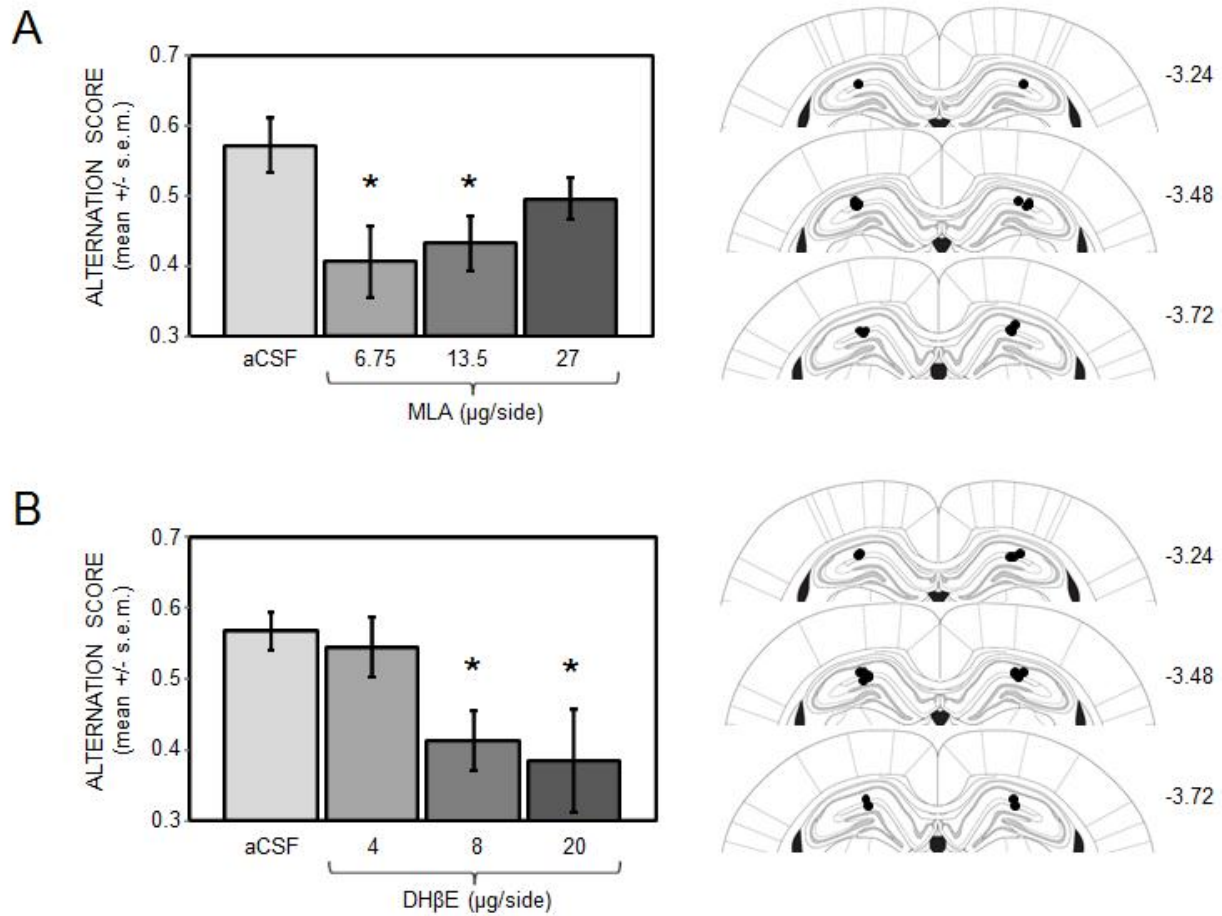 A
ALTERNATION SCORE
(mean +/- s.e.m.)
0.7
0.6
0.5
0.4
0.3
* *
aCSF 6.75 13.5 27
MLA (µg/side)
-3.24
-3.48
-3.72
B
ALTERNATION SCORE
(mean +/- s.e.m.)
0.7
0.6
0.5
0.4
0.3
* *
aCSF 4 8 20
DHβE (µg/side)
-3.24
-3.48
-3.72